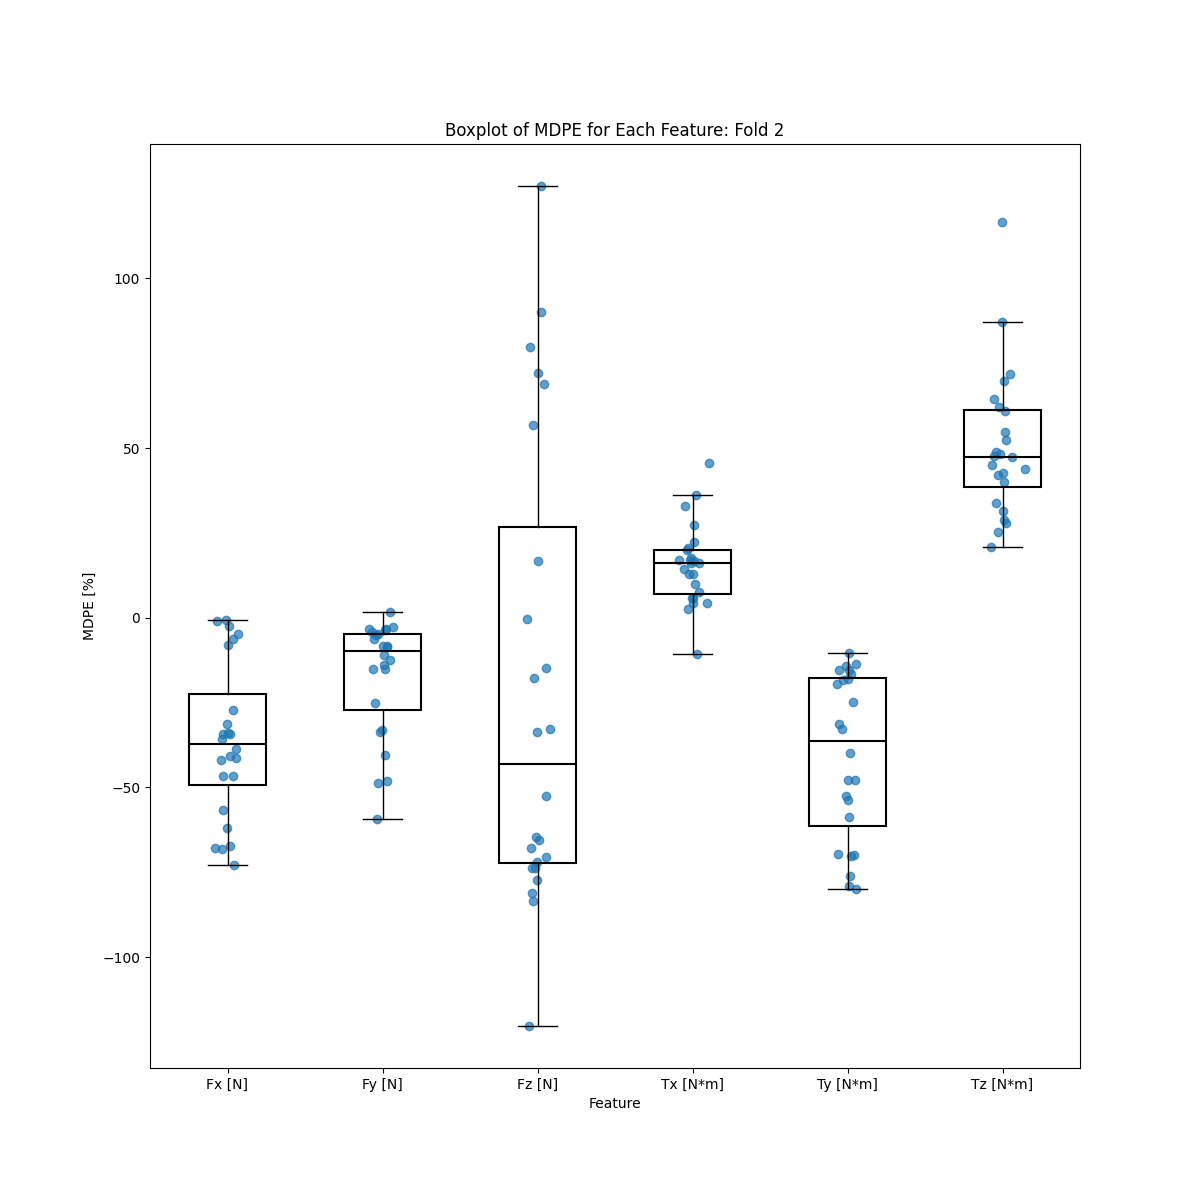 Boxplot of MDPE for Each Feature: Fold 2
MDPE [%]
100
50
0
−50
−100
Fx [N] Fy [N] Fz [N] Tx [N*m] Ty [N*m] Tz [N*m]
Feature